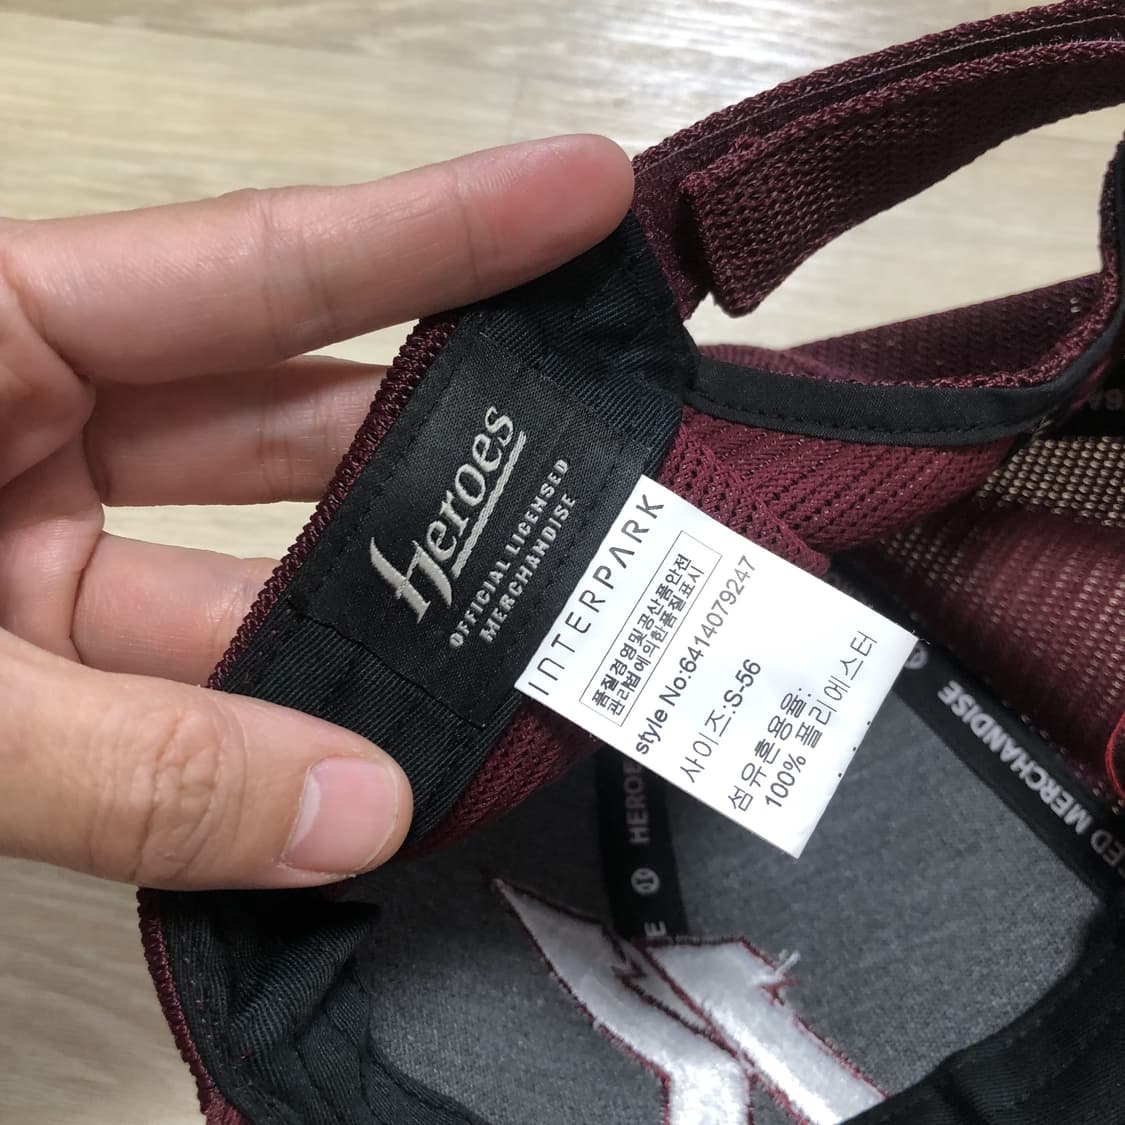 Heroes
OFFICIAL LICENSED
MERCHANDISE
INTERPARK
품질경영및공산품안전
관리법에의한품질표시
style No:6414079247
사이즈:S-56
섬유혼용율:
100% 폴리에스터
HEROE
E
ED MERCHANDISE